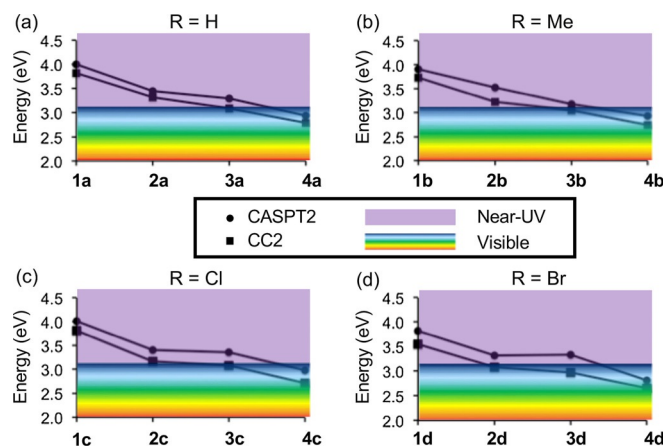 (a) R = H
Energy (eV)
4.5
4.0
3.5
3.0
2.5
2.0
1a 2a 3a 4a
(b) R = Me
Energy (eV)
4.5
4.0
3.5
3.0
2.5
2.0
1b 2b 3b 4b
CASPT2 Near-UV
CC2 Visible
(c) R = Cl
Energy (eV)
4.5
4.0
3.5
3.0
2.5
2.0
1c 2c 3c 4c
(d) R = Br
Energy (eV)
4.5
4.0
3.5
3.0
2.5
2.0
1d 2d 3d 4d